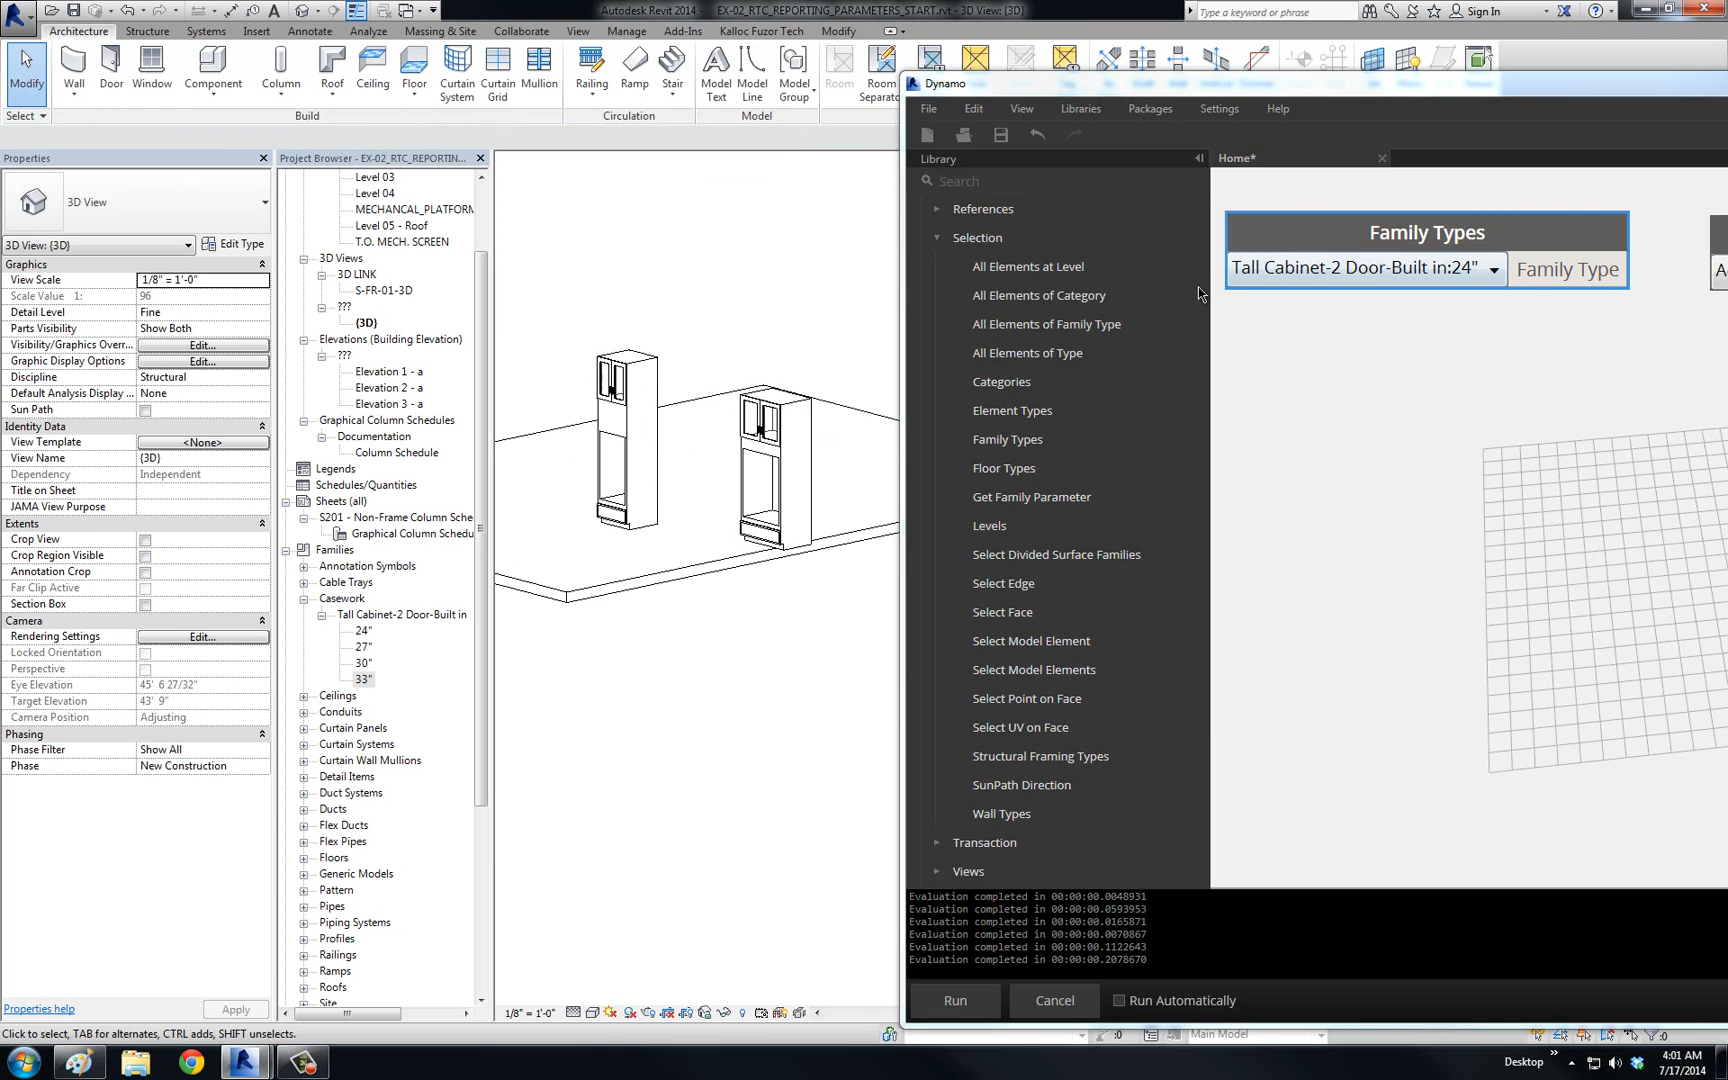 Autodesk Revit 2014 - EX-02_RTC_REPORTING_PARAMETERS_START.rvt - 3D View: {3D}
Type a keyword or phrase
Sign In
Architecture Structure Systems Insert Annotate Analyze Massing & Site Collaborate View Manage Add-Ins Kalloc Fuzor Tech Modify
Modify Wall Door Window Component Column Roof Ceiling Floor Curtain System Curtain Grid Mullion Railing Ramp Stair Model Text Model Line Model Group Room Room Separator
Select Build Circulation Model
Properties
3D View
3D View: {3D}
Edit Type
Graphics
View Scale 1/8" = 1'-0"
Scale Value 1: 96
Detail Level Fine
Parts Visibility Show Both
Visibility/Graphics Overr... Edit...
Graphic Display Options Edit...
Discipline Structural
Default Analysis Display ... None
Sun Path
Identity Data
View Template <None>
View Name {3D}
Dependency Independent
Title on Sheet
JAMA View Purpose
Extents
Crop View
Crop Region Visible
Annotation Crop
Far Clip Active
Section Box
Camera
Rendering Settings Edit...
Locked Orientation
Perspective
Eye Elevation 45' 6 27/32"
Target Elevation 43' 9"
Camera Position Adjusting
Phasing
Phase Filter Show All
Phase New Construction
Properties help
Apply
Project Browser - EX-02_RTC_REPORTIN...
Level 03
Level 04
MECHANCAL_PLATFORM
Level 05 - Roof
T.O. MECH. SCREEN
3D Views
3D LINK
S-FR-01-3D
???
{3D}
Elevations (Building Elevation)
???
Elevation 1 - a
Elevation 2 - a
Elevation 3 - a
Graphical Column Schedules
Documentation
Column Schedule
Legends
Schedules/Quantities
Sheets (all)
S201 - Non-Frame Column Sche
Graphical Column Schedu
Families
Annotation Symbols
Cable Trays
Casework
Tall Cabinet-2 Door-Built in
24"
27"
30"
33"
Ceilings
Conduits
Curtain Panels
Curtain Systems
Curtain Wall Mullions
Detail Items
Duct Systems
Ducts
Flex Ducts
Flex Pipes
Floors
Generic Models
Pattern
Pipes
Piping Systems
Profiles
Railings
Ramps
Roofs
Site
1/8" = 1'-0"
Dynamo
File Edit View Libraries Packages Settings Help
Library
Home*
Search
References
Selection
All Elements at Level
All Elements of Category
All Elements of Family Type
All Elements of Type
Categories
Element Types
Family Types
Floor Types
Get Family Parameter
Levels
Select Divided Surface Families
Select Edge
Select Face
Select Model Element
Select Model Elements
Select Point on Face
Select UV on Face
Structural Framing Types
SunPath Direction
Wall Types
Transaction
Views
Family Types
Tall Cabinet-2 Door-Built in:24" Family Type
Evaluation completed in 00:00:00.0048931
Evaluation completed in 00:00:00.0593953
Evaluation completed in 00:00:00.0165871
Evaluation completed in 00:00:00.0070867
Evaluation completed in 00:00:00.1122643
Evaluation completed in 00:00:00.2078670
Run Cancel Run Automatically
Click to select, TAB for alternates, CTRL adds, SHIFT unselects.
:0 Main Model :0
Desktop
4:01 AM
7/17/2014